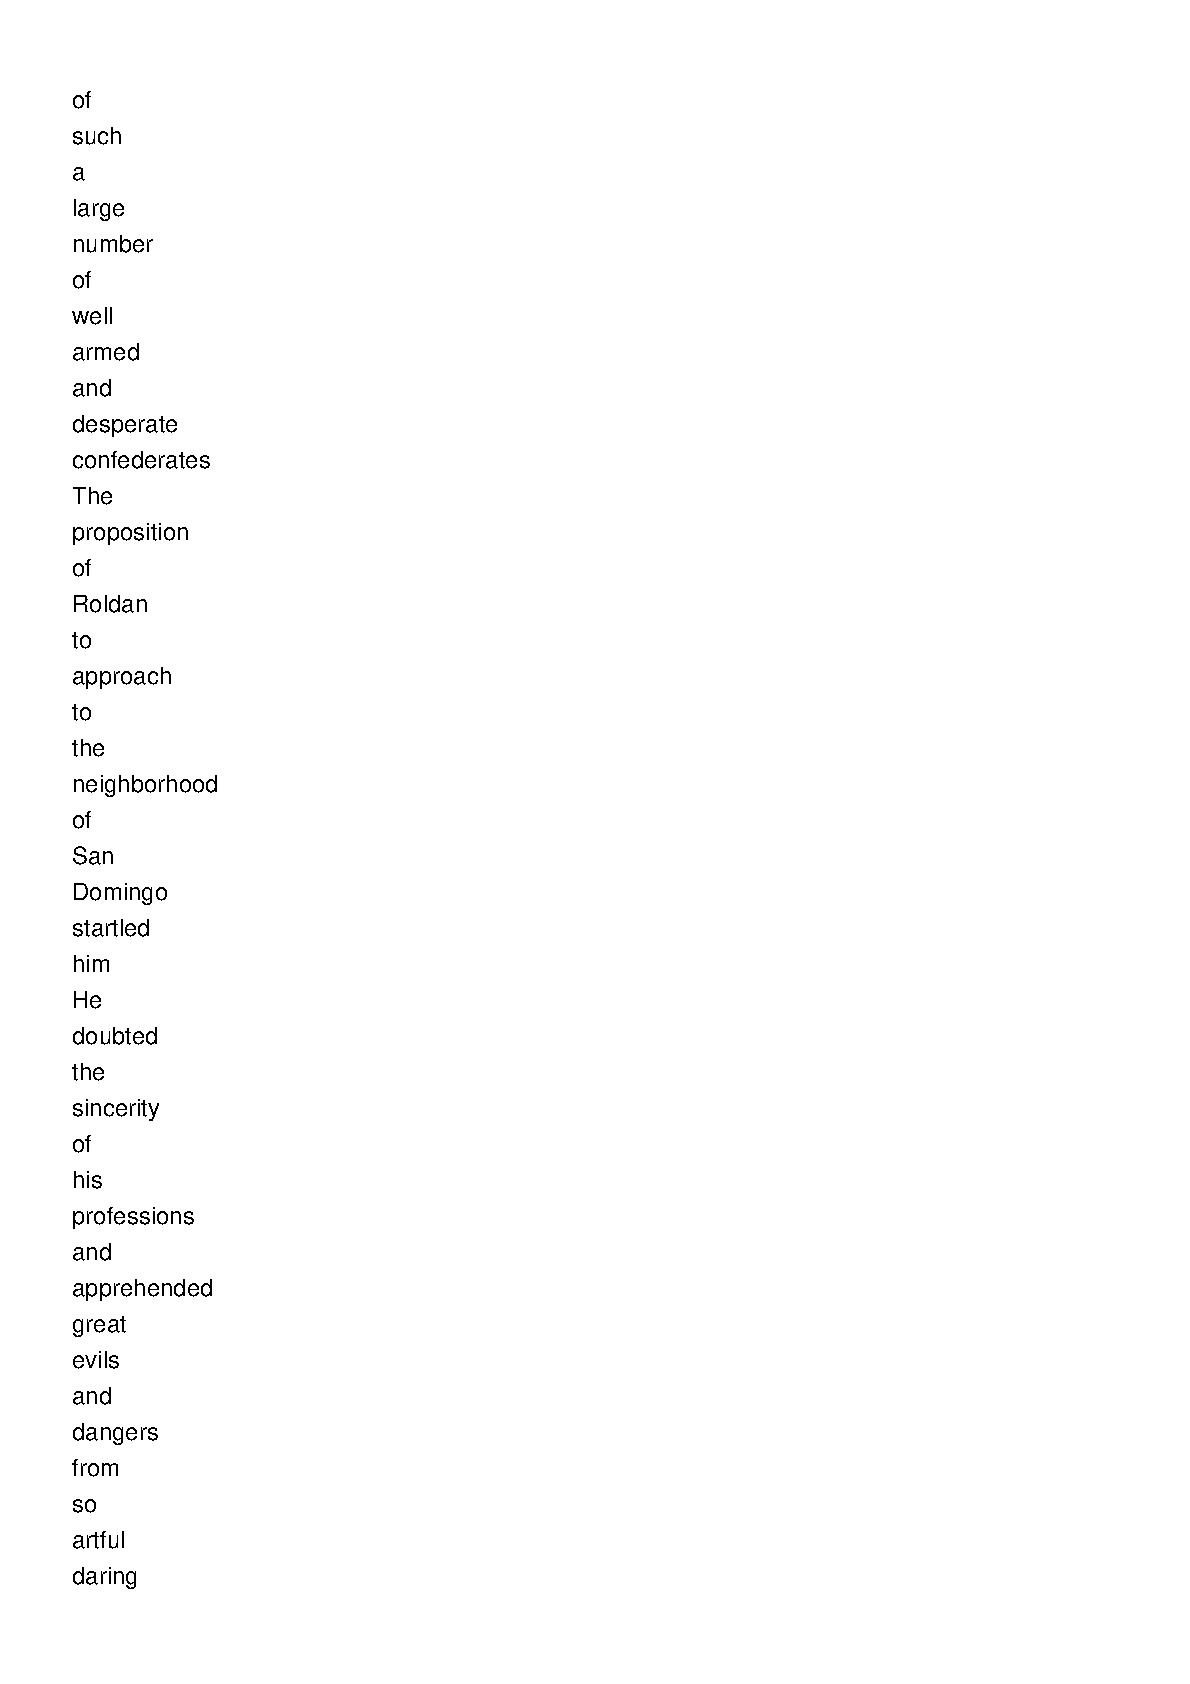 of
such
a
large
number
of
well
armed
and
desperate
confederates
The
proposition
of
Roldan
to
approach
to
the
neighborhood
of
San
Domingo
startled
him
He
doubted
the
sincerity
of
his
professions
and
apprehended
great
evils
and
dangers
from
so
artful
daring